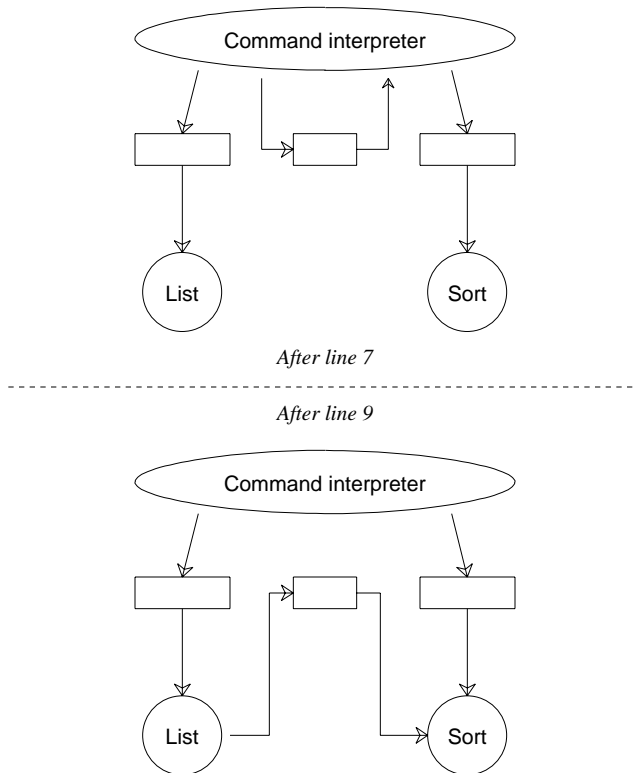 Command interpreter
List
Sort
After line 7
After line 9
Command interpreter
List
Sort